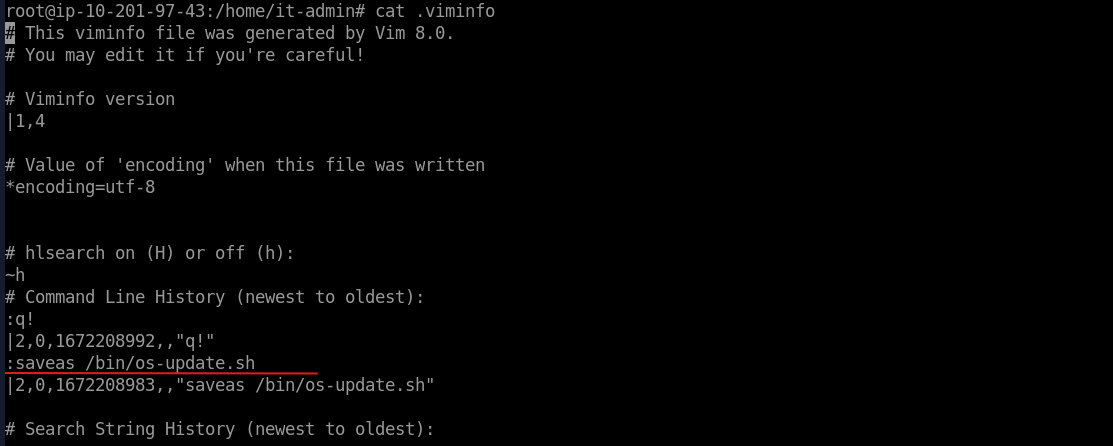 root@ip-10-201-97-43:/home/it-admin# cat .viminfo
# This viminfo file was generated by Vim 8.0.
# You may edit it if you're careful!
# Viminfo version
|1,4
# Value of 'encoding' when this file was written
*encoding=utf-8
# hlsearch on (H) or off (h):
~h
# Command Line History (newest to oldest):
:q!
|2,0,1672208992,,"q!"
:saveas /bin/os-update.sh
|2,0,1672208983,,"saveas /bin/os-update.sh"
# Search String History (newest to oldest):